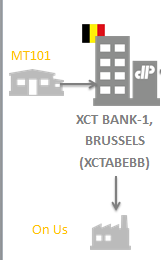 MT101
XCT BANK-1,
BRUSSELS
(XCTABEBB)
On Us